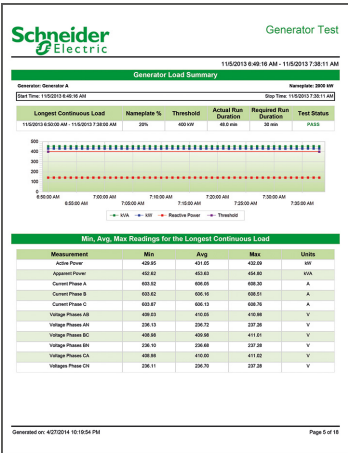 Schneider Electric
Generator Test
11/5/2013 6:49:16 AM - 11/5/2013 7:38:11 AM
Generator Load Summary
Generator: Generator A Nameplate: 2000 kW
Start Time: 11/5/2013 6:49:16 AM Stop Time: 11/5/2013 7:38:11 AM
Longest Continuous Load Nameplate % Threshold Actual Run Duration Required Run Duration Test Status
11/5/2013 6:50:00 AM - 11/5/2013 7:38:00 AM 20% 400 kW 48.0 min 30 min PASS
500
400
300
200
100
0
6:50:00 AM 7:00:00 AM 7:10:00 AM 7:20:00 AM 7:30:00 AM
6:55:00 AM 7:05:00 AM 7:15:00 AM 7:25:00 AM 7:35:00 AM
kVA kW Reactive Power Threshold
Min, Avg, Max Readings for the Longest Continuous Load
Measurement Min Avg Max Units
Active Power 429.95 431.05 432.09 kW
Apparent Power 452.62 453.63 454.80 kVA
Current Phase A 603.52 606.05 608.30 A
Current Phase B 603.62 606.16 608.51 A
Current Phase C 603.87 606.13 608.76 A
Voltage Phases AB 409.03 410.05 410.98 V
Voltage Phases AN 236.13 236.72 237.26 V
Voltage Phases BC 408.98 409.98 411.01 V
Voltage Phases BN 236.10 236.68 237.28 V
Voltage Phases CA 408.99 410.00 411.02 V
Voltages Phase CN 236.11 236.70 237.28 V
Generated on: 4/27/2014 10:19:54 PM Page 5 of 18